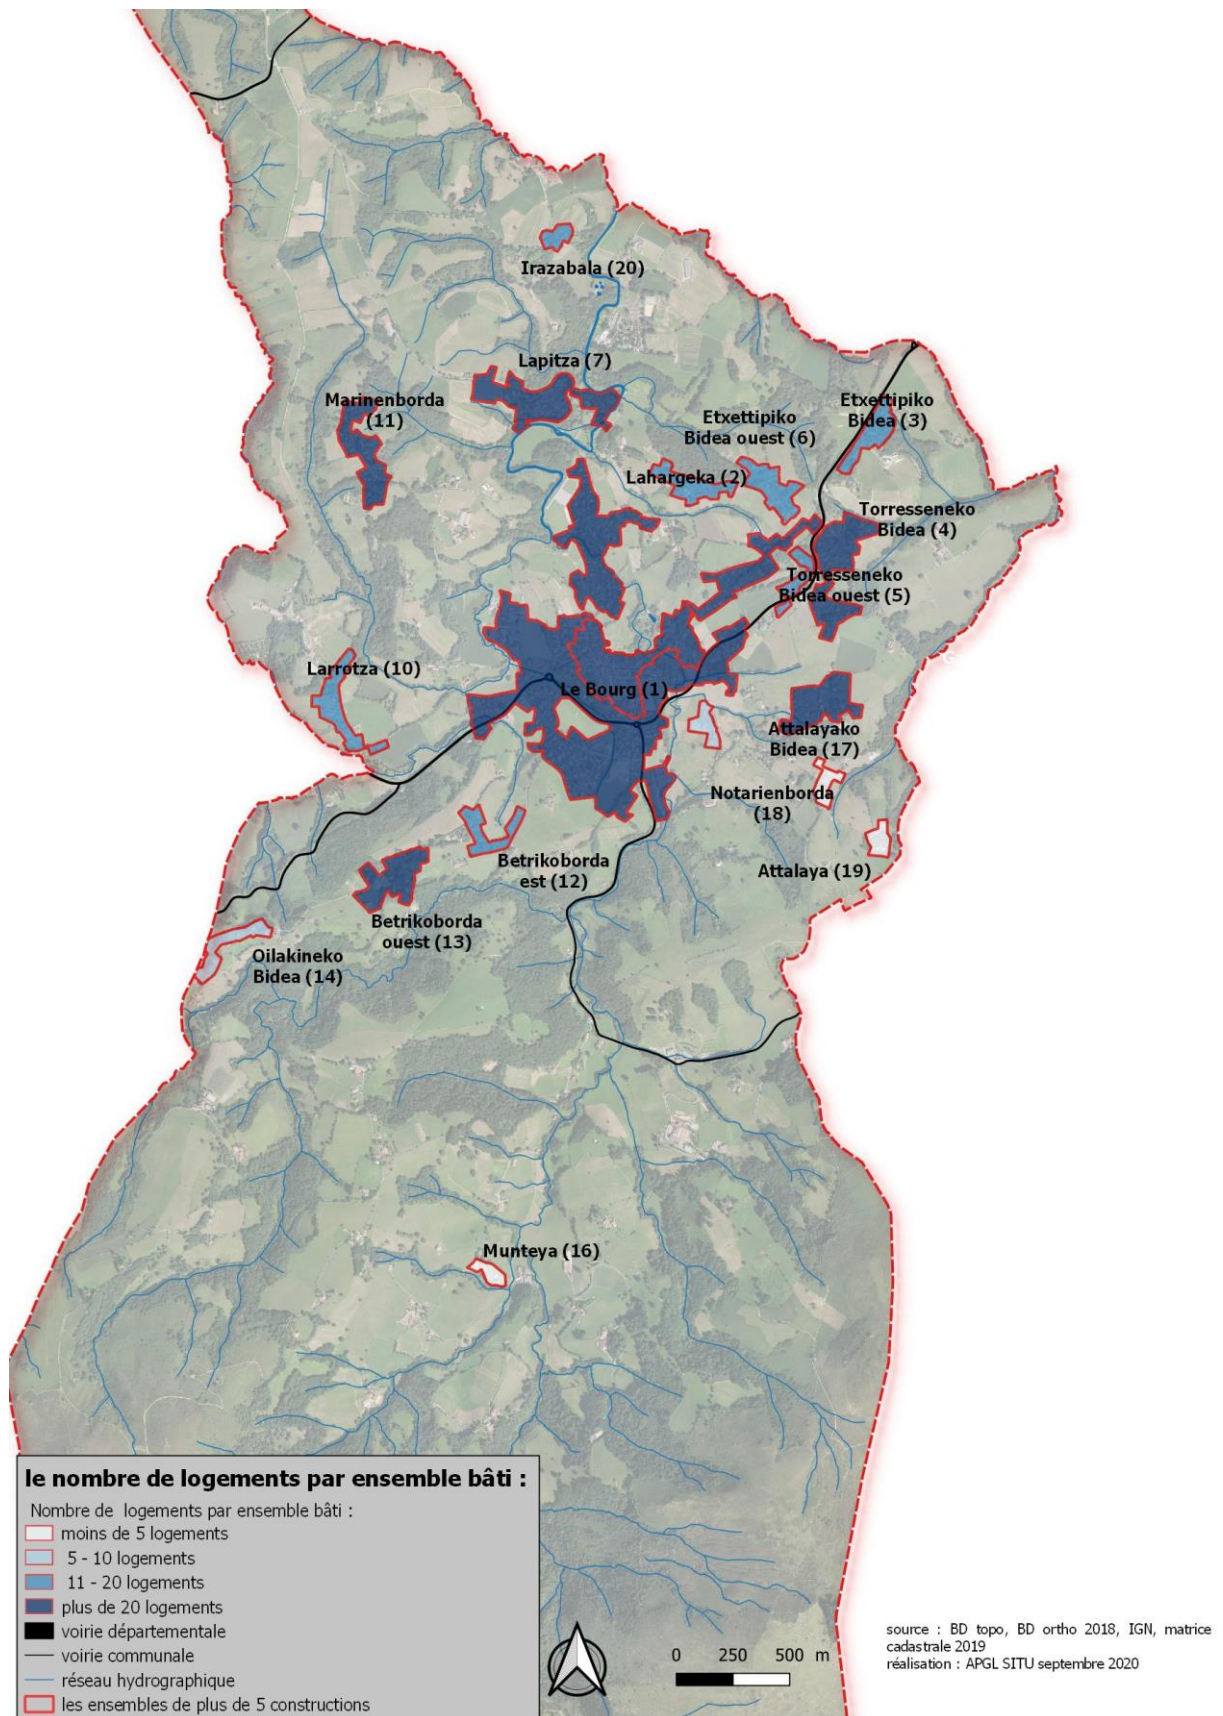 Irazabala (20)
Lapitza (7)
Marinenborda
(11)
Etxettipiko
Bidea (3)
Etxettipiko
Bidea ouest (6)
Lahargeka (2)
Torresseneko
Bidea (4)
Torresseneko
Bidea ouest (5)
Larrotza (10)
Le Bourg (1)
Attalayako
Bidea (17)
Notarienborda
(18)
Attalaya (19)
Betrikoborda
est (12)
Betrikoborda
ouest (13)
Oilakineko
Bidea (14)
Munteya (16)
le nombre de logements par ensemble bâti :
Nombre de logements par ensemble bâti :
moins de 5 logements
5 - 10 logements
11 - 20 logements
plus de 20 logements
voirie départementale
voirie communale
réseau hydrographique
les ensembles de plus de 5 constructions
0 250 500 m
source : BD topo, BD ortho 2018, IGN, matrice
cadastrale 2019
réalisation : APGL SITU septembre 2020